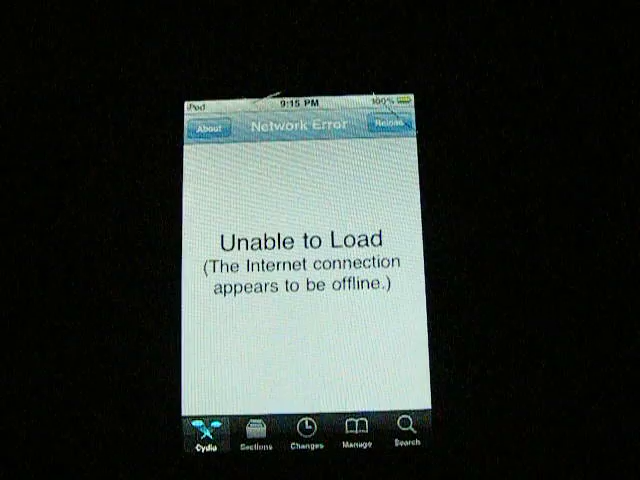 iPod 9:15 PM 100%
About Network Error Reload
Unable to Load
(The Internet connection
appears to be offline.)
Cydia Sections Changes Manage Search